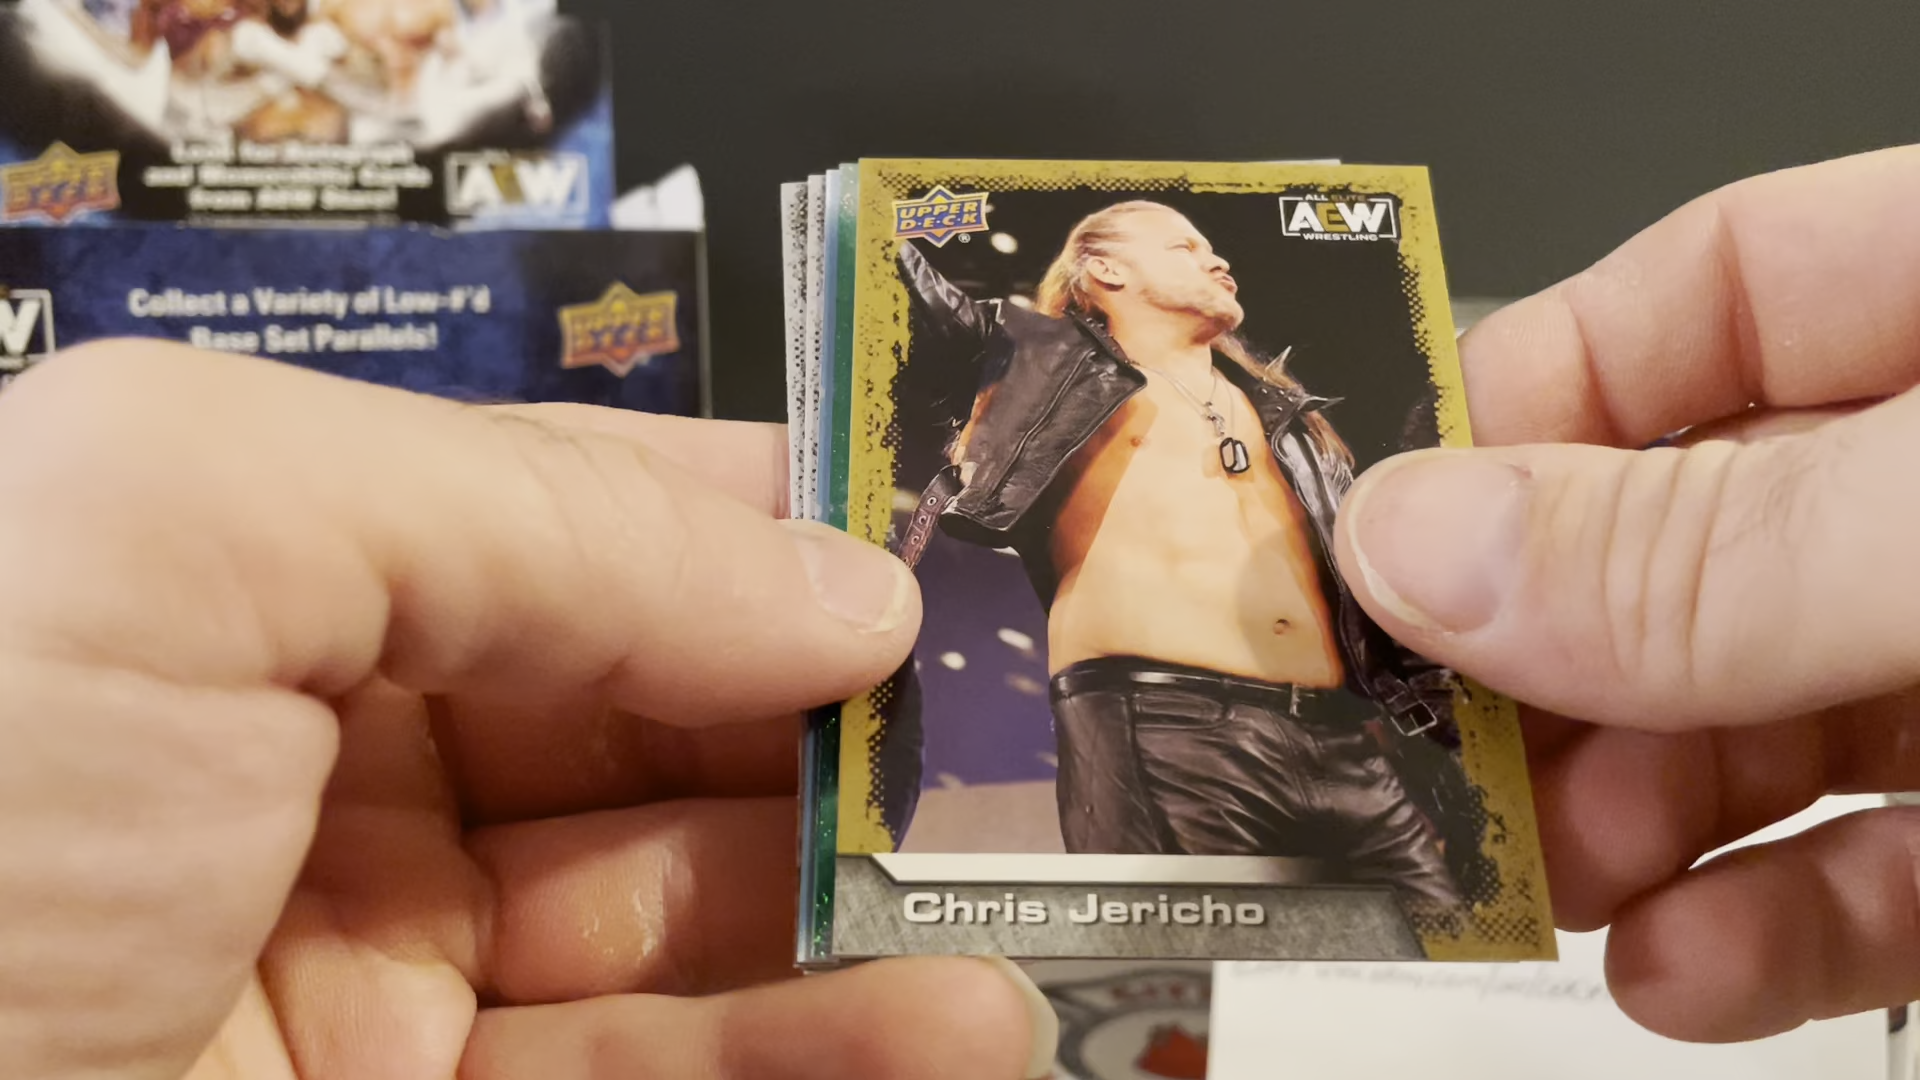 Look for Autograph
and Memorabilia Cards
from AEW Stars!
AEW
Collect a Variety of Low-#'d
Base Set Parallels!
UPPER
D·E·C·K
®
ALL ELITE
AEW
WRESTLING
Chris Jericho